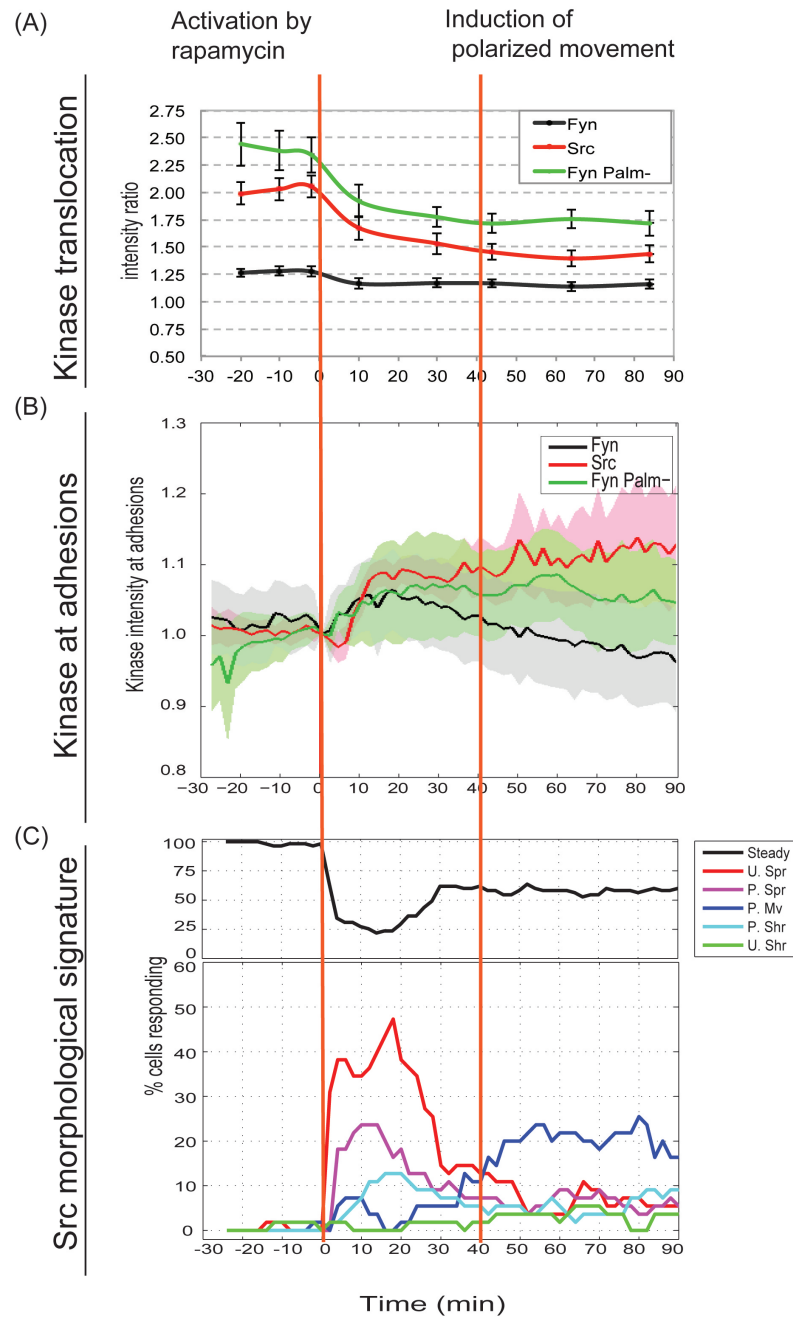 (A)
Activation by
rapamycin
Induction of
polarized movement
Kinase translocation
intensity ratio
2.75
2.50
2.25
2.00
1.75
1.50
1.25
1.00
0.75
0.50
Fyn
Src
Fyn Palm-
-30 -20 -10 0 10 20 30 40 50 60 70 80 90
(B)
Kinase at adhesions
Kinase intensity at adhesions
1.3
1.2
1.1
1.0
0.9
0.8
Fyn
Src
Fyn Palm−
−30 −20 −10 0 10 20 30 40 50 60 70 80 90
(C)
Src morphological signature
% cells responding
100
75
50
25
0
Steady
U. Spr
P. Spr
P. Mv
P. Shr
U. Shr
60
50
40
30
20
10
0
-30 -20 -10 0 10 20 30 40 50 60 70 80 90
Time (min)